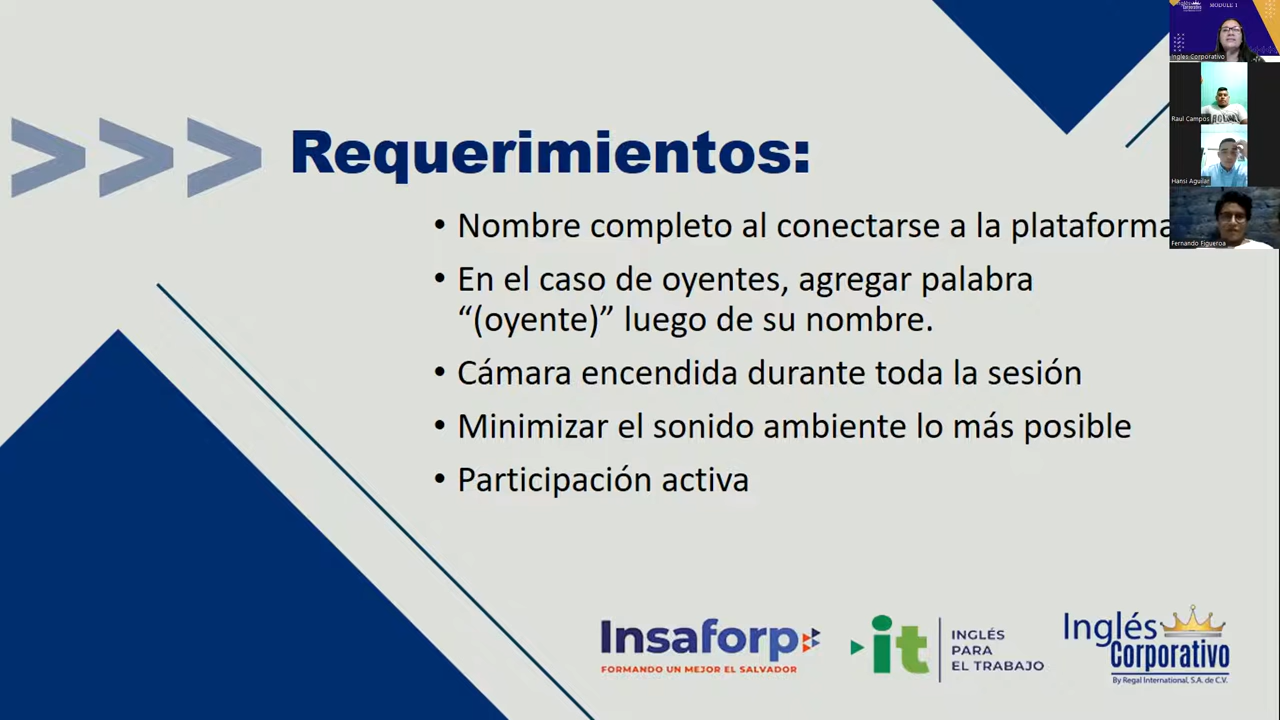 MODULE 1
Inglés
Corporativo
Ingles Corporativo
Raul Campos
Hansi Aguilar
Fernando Figueroa
>>> Requerimientos:
• Nombre completo al conectarse a la plataforma
• En el caso de oyentes, agregar palabra
“(oyente)” luego de su nombre.
• Cámara encendida durante toda la sesión
• Minimizar el sonido ambiente lo más posible
• Participación activa
Insaforp
FORMANDO UN MEJOR EL SALVADOR
it
INGLÉS
PARA
EL TRABAJO
Inglés
Corporativo
By Regal International, S.A. de C.V.